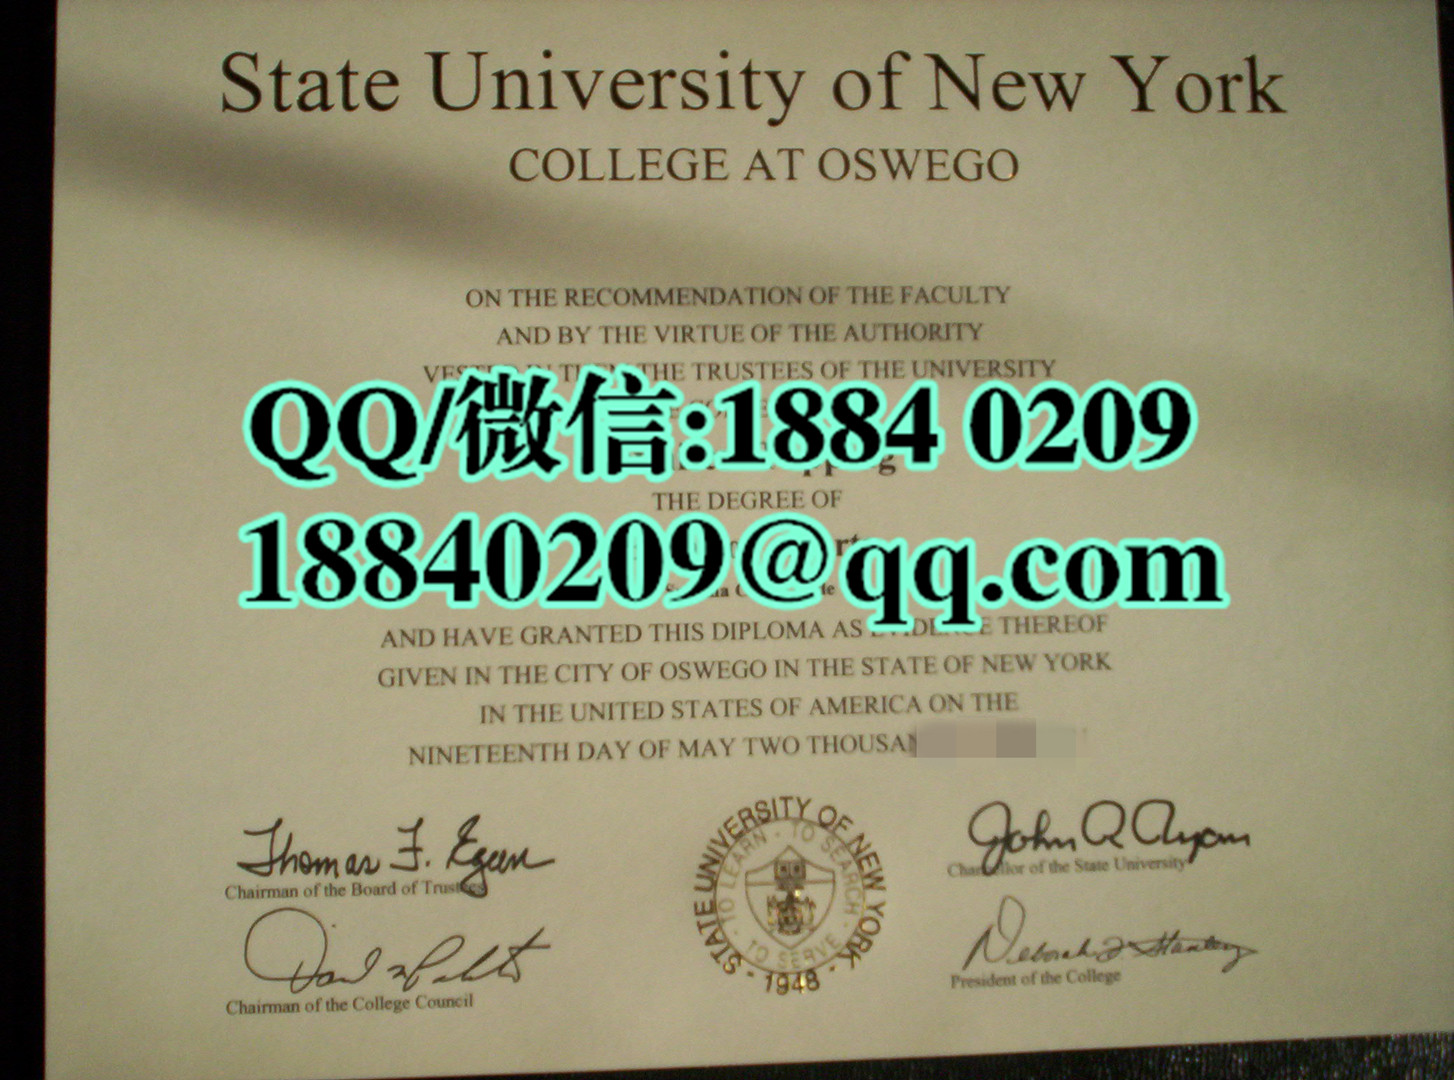 State University of New York
COLLEGE AT OSWEGO
ON THE RECOMMENDATION OF THE FACULTY
AND BY THE VIRTUE OF THE AUTHORITY
THE TRUSTEES OF THE UNIVERSITY
QQ/微信:1884 0209
THE DEGREE OF
18840209@qq.com
AND HAVE GRANTED THIS DIPLOMA AS EVIDENCE THEREOF
GIVEN IN THE CITY OF OSWEGO IN THE STATE OF NEW YORK
IN THE UNITED STATES OF AMERICA ON THE
NINETEENTH DAY OF MAY TWO
Thomas F. Egan
Chairman of the Board of Trustees
Chairman of the College Council
STATE UNIVERSITY OF NEW YORK
TO LEARN - TO SEARCH - TO SERVE
- 1948 -
John R Ryan
Chancellor of the State University
Deborah F. Stanley
President of the College